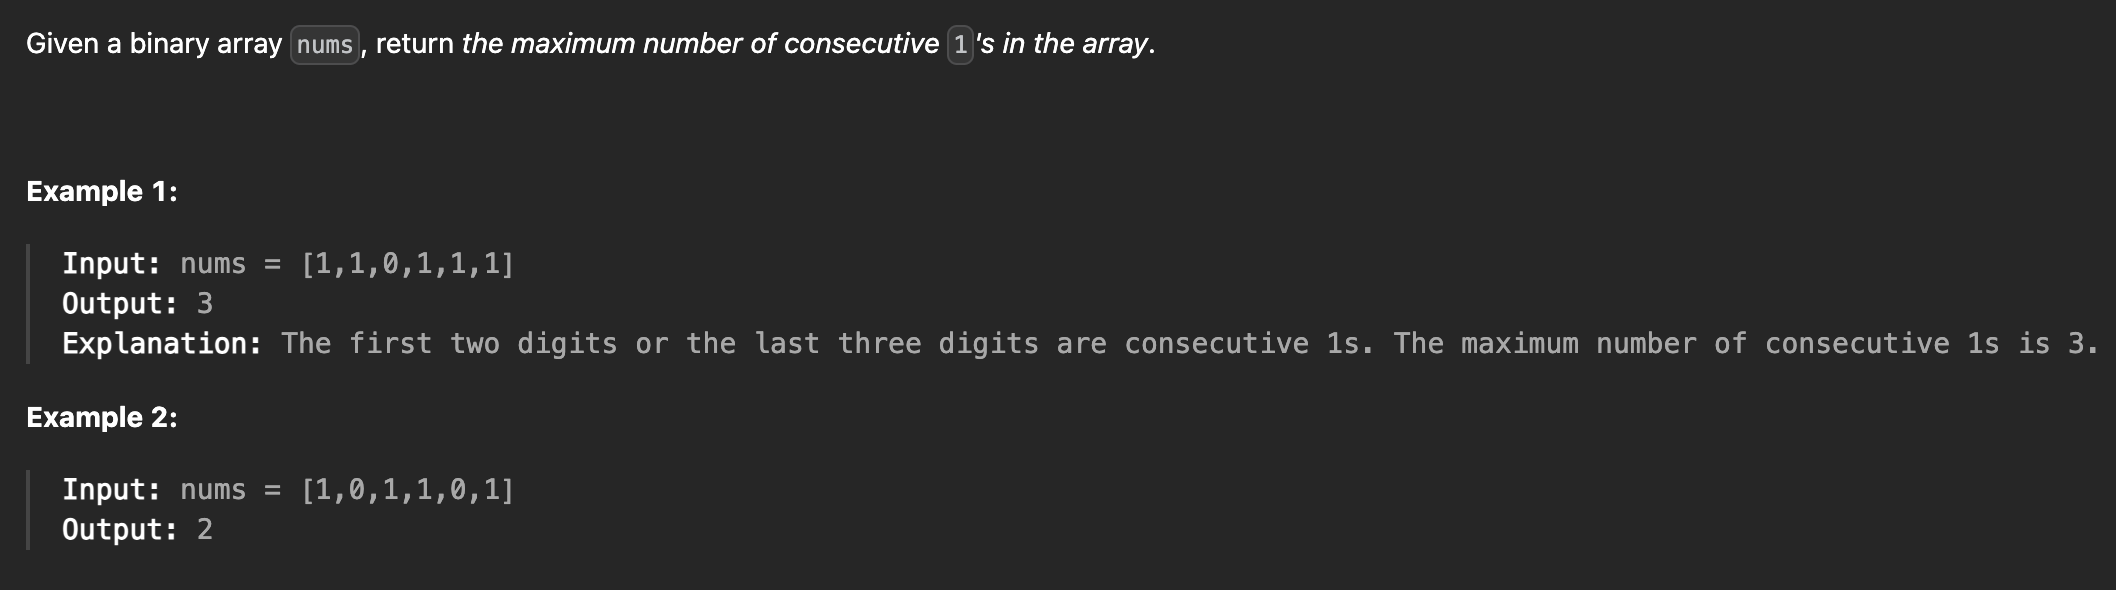 Given a binary array nums, return the maximum number of consecutive 1's in the array.
Example 1:
Input: nums = [1,1,0,1,1,1]
Output: 3
Explanation: The first two digits or the last three digits are consecutive 1s. The maximum number of consecutive 1s is 3.
Example 2:
Input: nums = [1,0,1,1,0,1]
Output: 2